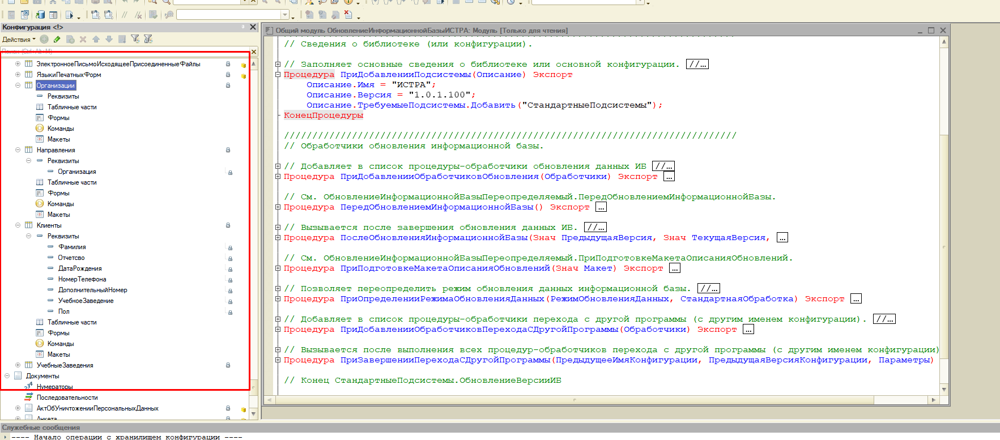 Конфигурация <!>
Действия
Поиск (Ctrl+Alt+M)
ЭлектронноеПисьмоИсходящееПрисоединенныеФайлы
ЯзыкиПечатныхФорм
Организации
Реквизиты
Табличные части
Формы
Команды
Макеты
Направления
Реквизиты
Организация
Табличные части
Формы
Команды
Макеты
Клиенты
Реквизиты
Фамилия
Отчетсво
ДатаРождения
НомерТелефона
ДополнительныйНомер
УчебноеЗаведение
Пол
Табличные части
Формы
Команды
Макеты
УчебныеЗаведения
Документы
Нумераторы
Последовательности
АктОбУничтоженииПерсональныхДанных
Анкета
Общий модуль ОбновлениеИнформационнойБазыИСТРА: Модуль [Только для чтения]
// Сведения о библиотеке (или конфигурации).
// Заполняет основные сведения о библиотеке или основной конфигурации. //...
Процедура ПриДобавленииПодсистемы(Описание) Экспорт
Описание.Имя = "ИСТРА";
Описание.Версия = "1.0.1.100";
Описание.ТребуемыеПодсистемы.Добавить("СтандартныеПодсистемы");
КонецПроцедуры
////////////////////////////////////////////////////////////////////////////////
// Обработчики обновления информационной базы.
// Добавляет в список процедуры-обработчики обновления данных ИБ //...
Процедура ПриДобавленииОбработчиковОбновления(Обработчики) Экспорт ...
// См. ОбновлениеИнформационнойБазыПереопределяемый.ПередОбновлениемИнформационнойБазы.
Процедура ПередОбновлениемИнформационнойБазы() Экспорт ...
// Вызывается после завершения обновления данных ИБ. //...
Процедура ПослеОбновленияИнформационнойБазы(Знач ПредыдущаяВерсия, Знач ТекущаяВерсия, ...
// См. ОбновлениеИнформационнойБазыПереопределяемый.ПриПодготовкеМакетаОписанияОбновлений.
Процедура ПриПодготовкеМакетаОписанияОбновлений(Знач Макет) Экспорт ...
// Позволяет переопределить режим обновления данных информационной базы. //...
Процедура ПриОпределенииРежимаОбновленияДанных(РежимОбновленияДанных, СтандартнаяОбработка) Экспорт ...
// Добавляет в список процедуры-обработчики перехода с другой программы (с другим именем конфигурации). //...
Процедура ПриДобавленииОбработчиковПереходаСДругойПрограммы(Обработчики) Экспорт ...
// Вызывается после выполнения всех процедур-обработчиков перехода с другой программы (с другим именем конфигурации)
Процедура ПриЗавершенииПереходаСДругойПрограммы(ПредыдущееИмяКонфигурации, ПредыдущаяВерсияКонфигурации, Параметры)
// Конец СтандартныеПодсистемы.ОбновлениеВерсииИБ
Служебные сообщения
---- Начало операции с хранилищем конфигурации ----